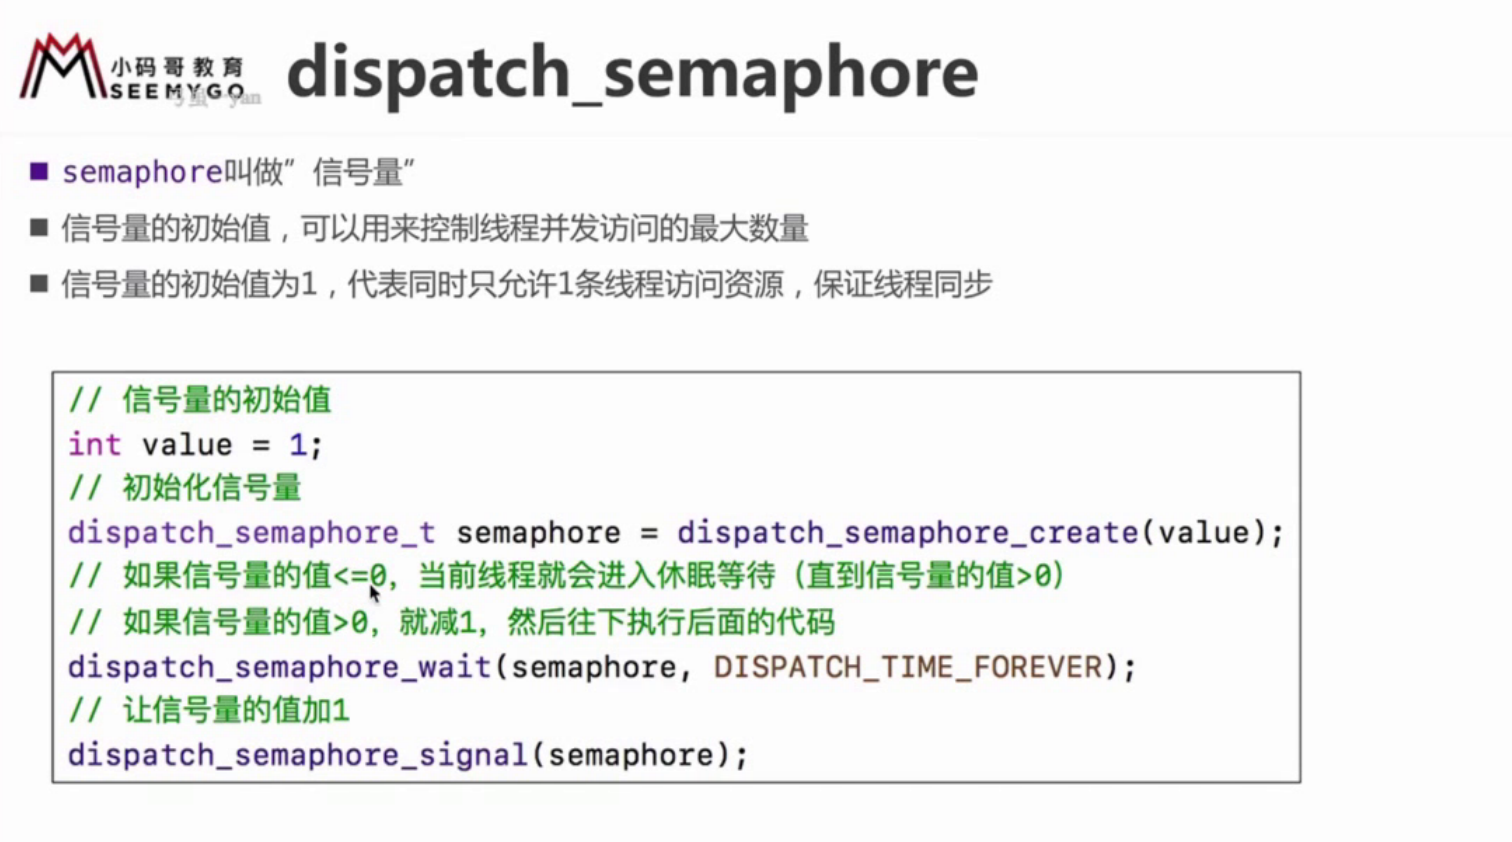 小码哥教育
SEEMYGO
dispatch_semaphore
semaphore叫做”信号量”
信号量的初始值，可以用来控制线程并发访问的最大数量
信号量的初始值为1，代表同时只允许1条线程访问资源，保证线程同步
// 信号量的初始值
int value = 1;
// 初始化信号量
dispatch_semaphore_t semaphore = dispatch_semaphore_create(value);
// 如果信号量的值<=0，当前线程就会进入休眠等待（直到信号量的值>0）
// 如果信号量的值>0，就减1，然后往下执行后面的代码
dispatch_semaphore_wait(semaphore, DISPATCH_TIME_FOREVER);
// 让信号量的值加1
dispatch_semaphore_signal(semaphore);